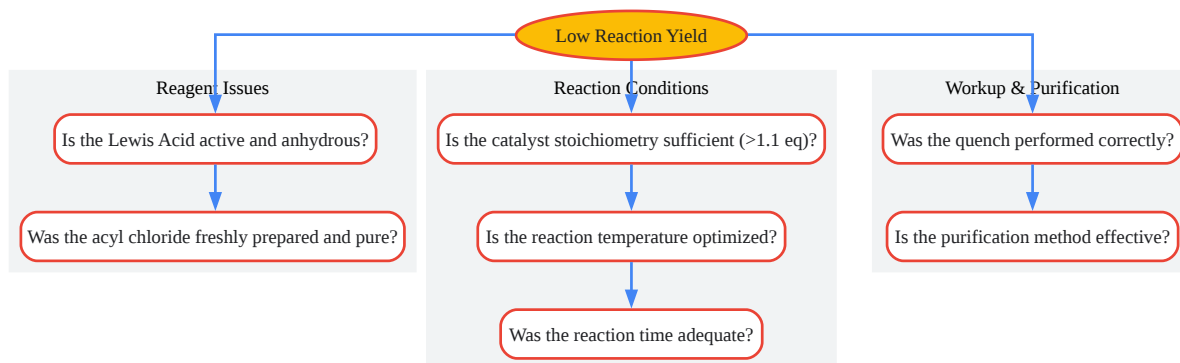 Low Reaction Yield
Reagent Issues
Is the Lewis Acid active and anhydrous?
Was the acyl chloride freshly prepared and pure?
Reaction Conditions
Is the catalyst stoichiometry sufficient (>1.1 eq)?
Is the reaction temperature optimized?
Was the reaction time adequate?
Workup & Purification
Was the quench performed correctly?
Is the purification method effective?